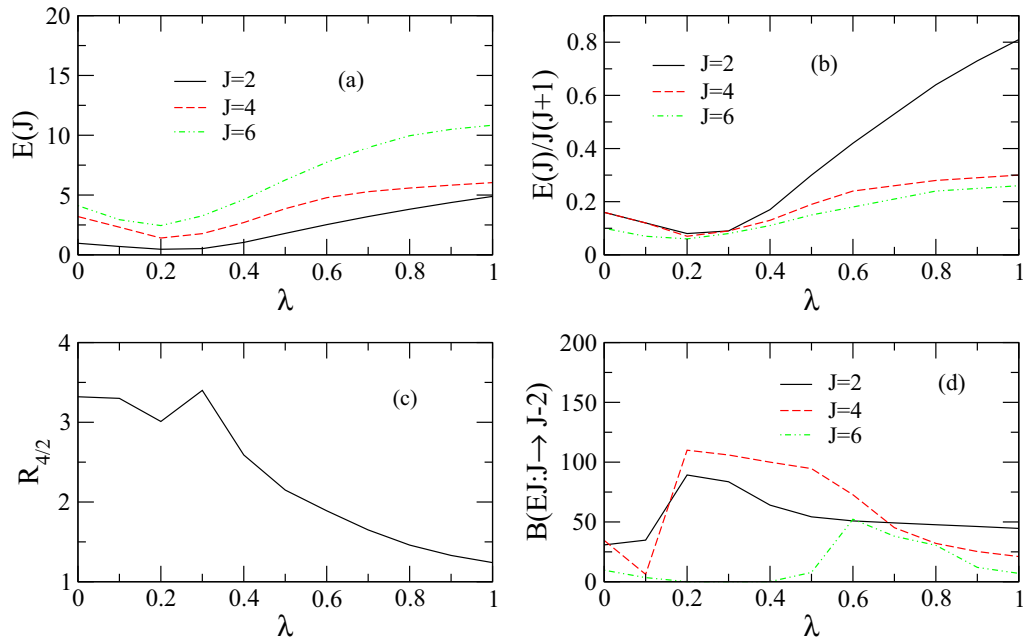 20
15
10
5
0
E(J)
J=2
J=4
J=6
(a)
0 0.2 0.4 0.6 0.8 1
λ
0.8
0.6
0.4
0.2
0
E(J)/J(J+1)
J=2
J=4
J=6
(b)
0 0.2 0.4 0.6 0.8 1
λ
4
3
2
1
R4/2
(c)
0 0.2 0.4 0.6 0.8 1
λ
200
150
100
50
0
B(EJ:J→ J-2)
J=2
J=4
J=6
(d)
0 0.2 0.4 0.6 0.8 1
λ